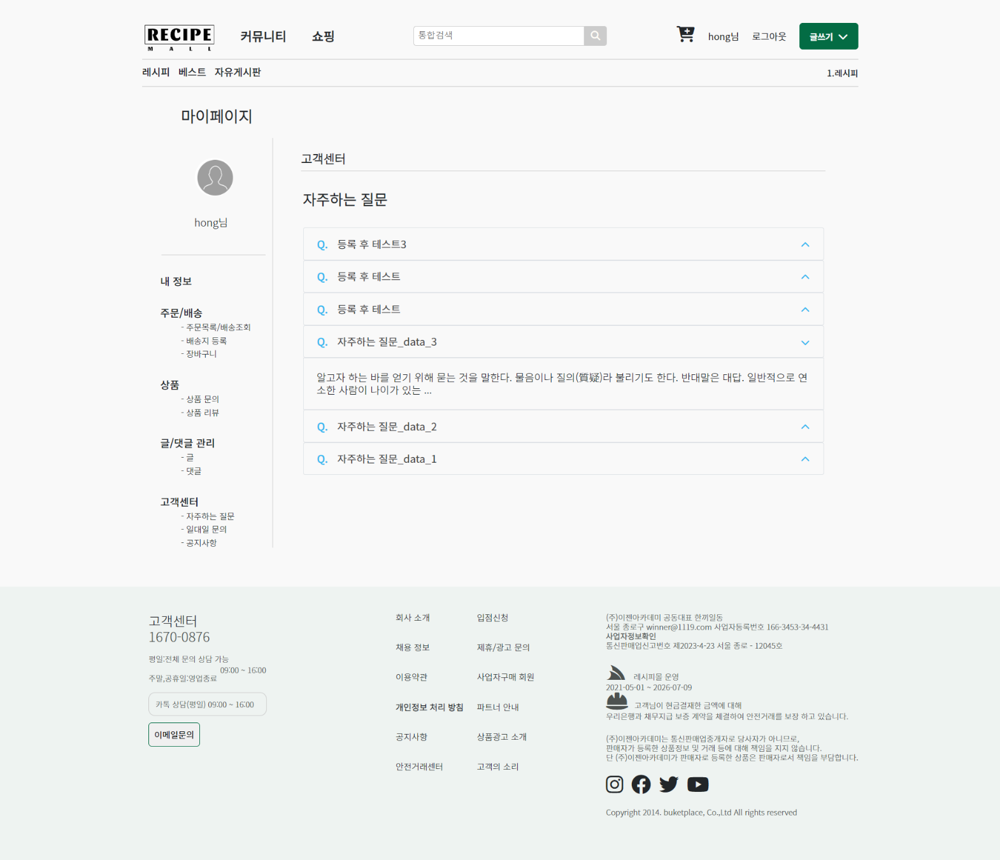 RECIPE
MALL
커뮤니티 쇼핑
통합검색
hong님 로그아웃 글쓰기
레시피 베스트 자유게시판
1.레시피
마이페이지
hong님
내 정보
주문/배송
- 주문목록/배송조회
- 배송지 등록
- 장바구니
상품
- 상품 문의
- 상품 리뷰
글/댓글 관리
- 글
- 댓글
고객센터
- 자주하는 질문
- 일대일 문의
- 공지사항
고객센터
자주하는 질문
Q. 등록 후 테스트3
Q. 등록 후 테스트
Q. 등록 후 테스트
Q. 자주하는 질문_data_3
알고자 하는 바를 얻기 위해 묻는 것을 말한다. 물음이나 질의(質疑)라 불리기도 한다. 반대말은 대답. 일반적으로 연
소한 사람이 나이가 있는 ...
Q. 자주하는 질문_data_2
Q. 자주하는 질문_data_1
고객센터
1670-0876
평일:전체 문의 상담 가능
09:00 ~ 16:00
주말,공휴일:영업종료
카톡 상담(평일) 09:00 ~ 16:00
이메일문의
회사 소개
채용 정보
이용약관
개인정보 처리 방침
공지사항
안전거래센터
입점신청
제휴/광고 문의
사업자구매 회원
파트너 안내
상품광고 소개
고객의 소리
(주)이젠아카데미 공동대표 한끼일동
서울 종로구 winner@1119.com 사업자등록번호 166-3453-34-4431
사업자정보확인
통신판매업신고번호 제2023-4-23 서울 종로 - 12045호
레시피몰 운영
2021-05-01 ~ 2026-07-09
고객님이 현금결재한 금액에 대해
우리은행과 채무지급 보증 계약을 체결하여 안전거래를 보장 하고 있습니다.
(주)이젠아카데미는 통신판매업중개자로 당사자가 아니므로,
판매자가 등록한 상품정보 및 거래 등에 대해 책임을 지지 않습니다.
단 (주)이젠아카데미가 판매자로 등록한 상품은 판매자로서 책임을 부담합니다.
Copyright 2014. buketplace, Co.,Ltd All rights reserved